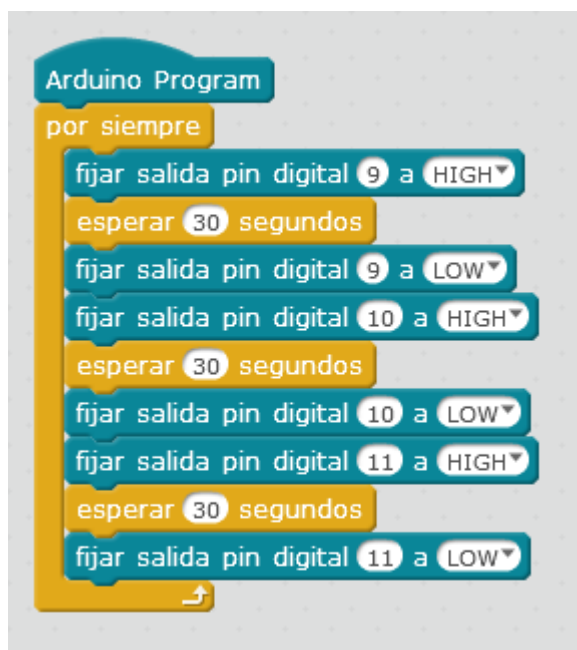 Arduino Program
por siempre
fijar salida pin digital 9 a HIGH
esperar 30 segundos
fijar salida pin digital 9 a LOW
fijar salida pin digital 10 a HIGH
esperar 30 segundos
fijar salida pin digital 10 a LOW
fijar salida pin digital 11 a HIGH
esperar 30 segundos
fijar salida pin digital 11 a LOW